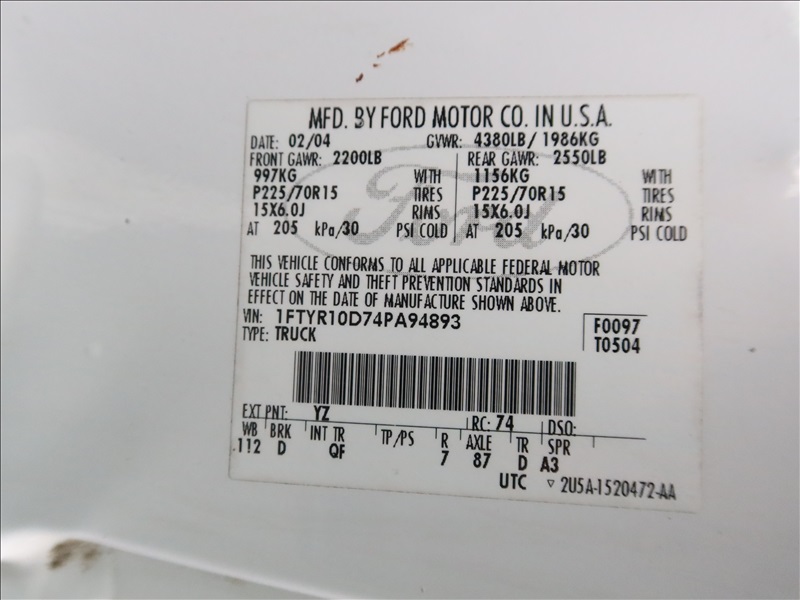 MFD. BY FORD MOTOR CO. IN U.S.A.
DATE: 02/04 GVWR: 4380LB/ 1986KG
FRONT GAWR: 2200LB REAR GAWR: 2550LB
997KG WITH 1156KG WITH
P225/70R15 TIRES P225/70R15 TIRES
15X6.0J RIMS 15X6.0J RIMS
AT 205 kPa/30 PSI COLD AT 205 kPa/30 PSI COLD
Ford
THIS VEHICLE CONFORMS TO ALL APPLICABLE FEDERAL MOTOR
VEHICLE SAFETY AND THEFT PREVENTION STANDARDS IN
EFFECT ON THE DATE OF MANUFACTURE SHOWN ABOVE.
VIN: 1FTYR10D74PA94893 F0097
TYPE: TRUCK T0504
EXT PNT: YZ RC: 74 DSO:
WB BRK INT TR TP/PS R AXLE TR SPR
112 D QF 7 87 D A3
UTC ▽ 2U5A-1520472-AA